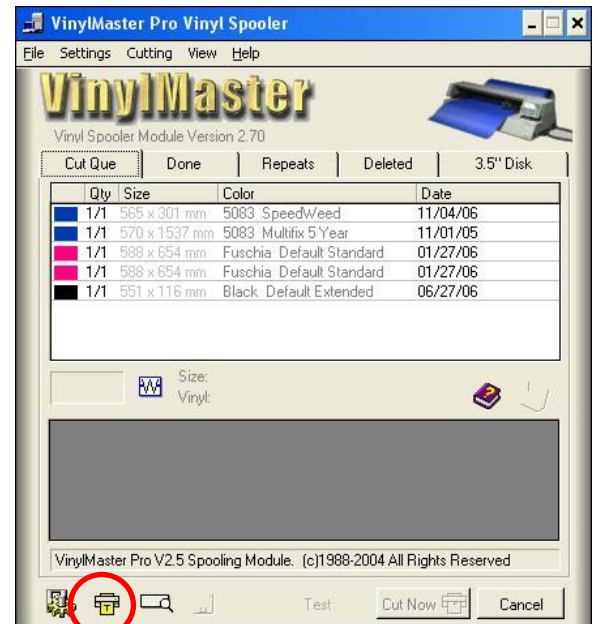 VinylMaster Pro Vinyl Spooler
File Settings Cutting View Help
VinylMaster
Vinyl Spooler Module Version 2.70
Cut Que Done Repeats Deleted 3.5" Disk
Qty Size Color Date
1/1 565 x 301 mm 5083 SpeedWeed 11/04/06
1/1 570 x 1537 mm 5083 Multifix 5 Year 11/01/05
1/1 588 x 654 mm Fuschia Default Standard 01/27/06
1/1 588 x 654 mm Fuschia Default Standard 01/27/06
1/1 551 x 116 mm Black Default Extended 06/27/06
Size:
Vinyl:
VinylMaster Pro V2.5 Spooling Module. (c)1988-2004 All Rights Reserved
T Test Cut Now Cancel